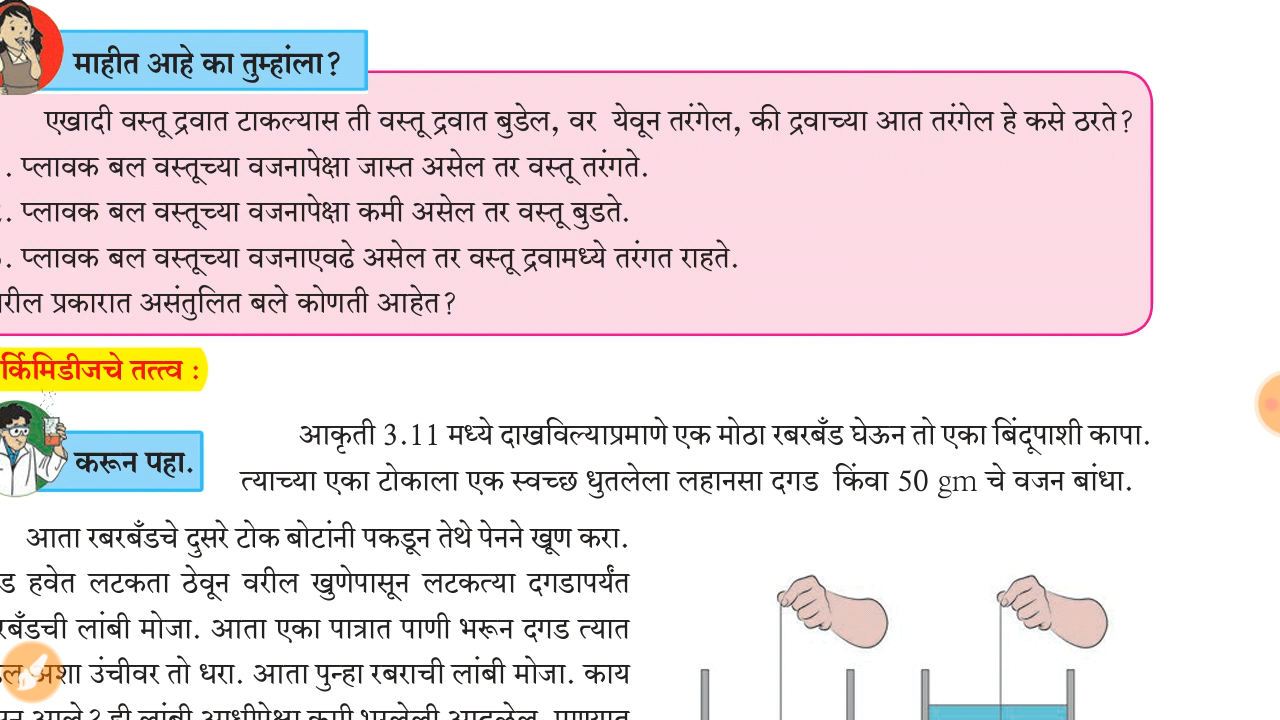 माहीत आहे का तुम्हांला?
एखादी वस्तू द्रवात टाकल्यास ती वस्तू द्रवात बुडेल, वर येवून तरंगेल, की द्रवाच्या आत तरंगेल हे कसे ठरते?
. प्लावक बल वस्तूच्या वजनापेक्षा जास्त असेल तर वस्तू तरंगते.
. प्लावक बल वस्तूच्या वजनापेक्षा कमी असेल तर वस्तू बुडते.
. प्लावक बल वस्तूच्या वजनाएवढे असेल तर वस्तू द्रवामध्ये तरंगत राहते.
रील प्रकारात असंतुलित बले कोणती आहेत?
र्किमिडीजचे तत्त्व :
करून पहा.
आकृती 3.11 मध्ये दाखविल्याप्रमाणे एक मोठा रबरबँड घेऊन तो एका बिंदूपाशी कापा.
त्याच्या एका टोकाला एक स्वच्छ धुतलेला लहानसा दगड किंवा 50 gm चे वजन बांधा.
आता रबरबँडचे दुसरे टोक बोटांनी पकडून तेथे पेनने खूण करा.
ड हवेत लटकता ठेवून वरील खुणेपासून लटकत्या दगडापर्यंत
रबँडची लांबी मोजा. आता एका पात्रात पाणी भरून दगड त्यात
ल अशा उंचीवर तो धरा. आता पुन्हा रबराची लांबी मोजा. काय